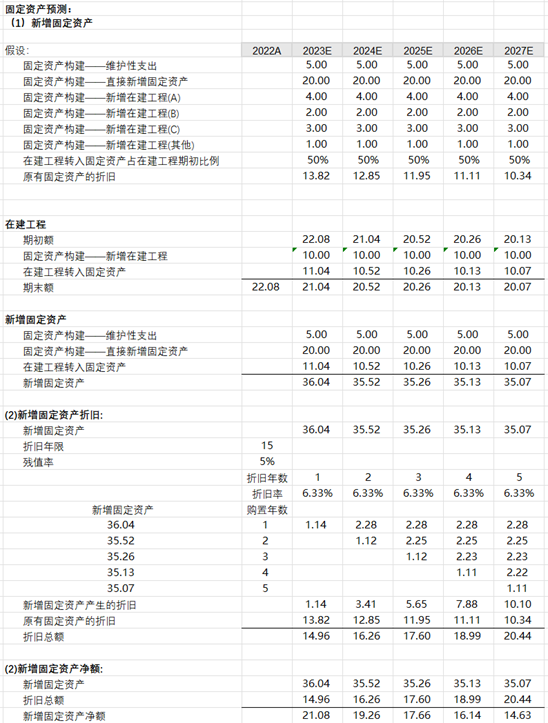 固定资产预测：
（1）新增固定资产
假设: 2022A 2023E 2024E 2025E 2026E 2027E
固定资产构建——维护性支出 5.00 5.00 5.00 5.00 5.00
固定资产构建——直接新增固定资产 20.00 20.00 20.00 20.00 20.00
固定资产构建——新增在建工程(A) 4.00 4.00 4.00 4.00 4.00
固定资产构建——新增在建工程(B) 2.00 2.00 2.00 2.00 2.00
固定资产构建——新增在建工程(C) 3.00 3.00 3.00 3.00 3.00
固定资产构建——新增在建工程(其他) 1.00 1.00 1.00 1.00 1.00
在建工程转入固定资产占在建工程期初比例 50% 50% 50% 50% 50%
原有固定资产的折旧 13.82 12.85 11.95 11.11 10.34
在建工程
期初额 22.08 21.04 20.52 20.26 20.13
固定资产构建——新增在建工程 10.00 10.00 10.00 10.00 10.00
在建工程转入固定资产 11.04 10.52 10.26 10.13 10.07
期末额 22.08 21.04 20.52 20.26 20.13 20.07
新增固定资产
固定资产构建——维护性支出 5.00 5.00 5.00 5.00 5.00
固定资产构建——直接新增固定资产 20.00 20.00 20.00 20.00 20.00
在建工程转入固定资产 11.04 10.52 10.26 10.13 10.07
新增固定资产 36.04 35.52 35.26 35.13 35.07
(2)新增固定资产折旧:
新增固定资产 36.04 35.52 35.26 35.13 35.07
折旧年限 15
残值率 5%
折旧年数 1 2 3 4 5
折旧率 6.33% 6.33% 6.33% 6.33% 6.33%
新增固定资产 购置年数
36.04 1 1.14 2.28 2.28 2.28 2.28
35.52 2 1.12 2.25 2.25 2.25
35.26 3 1.12 2.23 2.23
35.13 4 1.11 2.22
35.07 5 1.11
新增固定资产产生的折旧 1.14 3.41 5.65 7.88 10.10
原有固定资产的折旧 13.82 12.85 11.95 11.11 10.34
折旧总额 14.96 16.26 17.60 18.99 20.44
(2)新增固定资产净额:
新增固定资产 36.04 35.52 35.26 35.13 35.07
折旧总额 14.96 16.26 17.60 18.99 20.44
新增固定资产净额 21.08 19.26 17.66 16.14 14.63